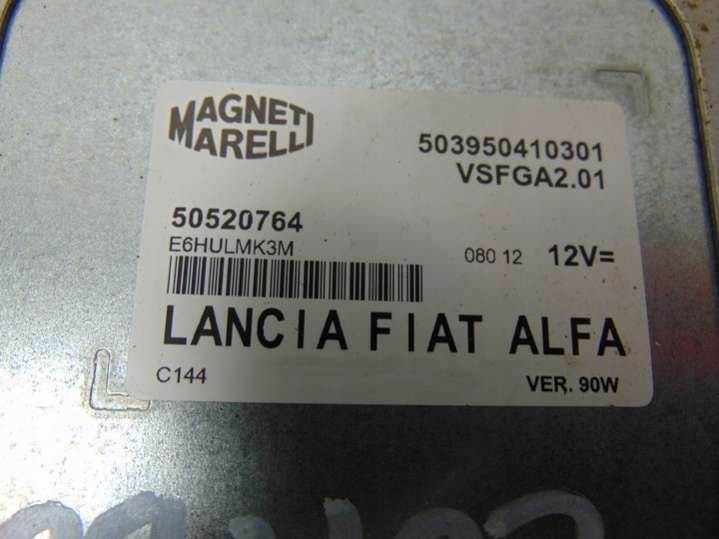 MAGNETI
MARELLI
503950410301
VSFGA2.01
50520764
E6HULMK3M
080 12 12V=
LANCIA FIAT ALFA
C144
VER. 90W